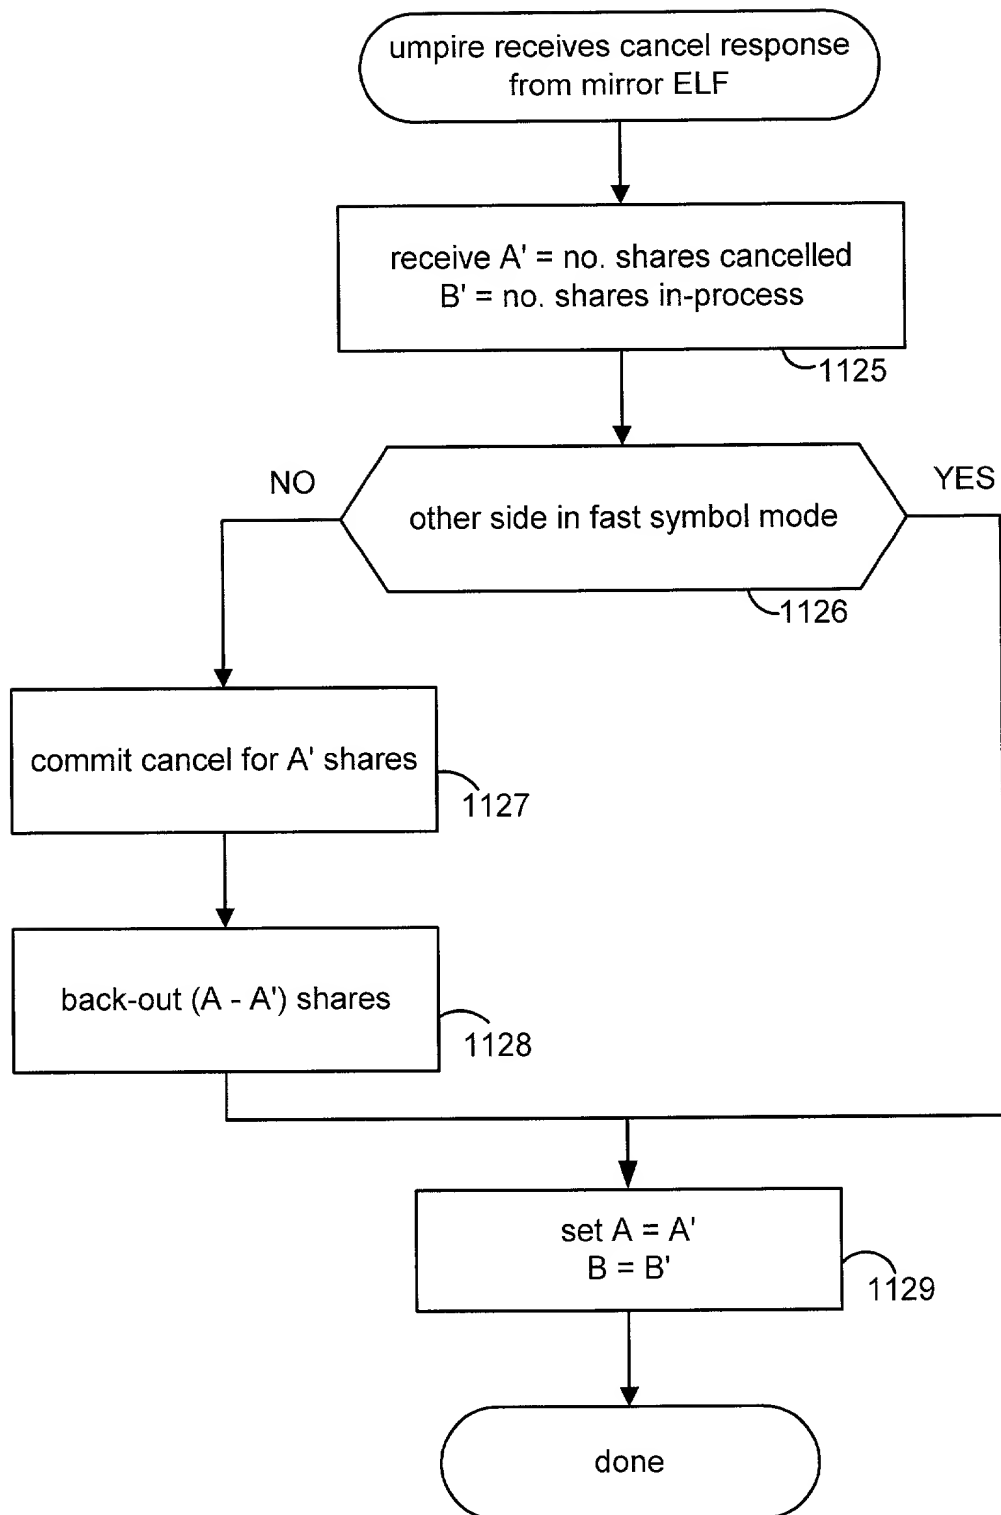 umpire receives cancel response
from mirror ELF
receive A' = no. shares cancelled
B' = no. shares in-process
1125
NO
YES
other side in fast symbol mode
1126
commit cancel for A' shares
1127
back-out (A - A') shares
1128
set A = A'
B = B'
1129
done